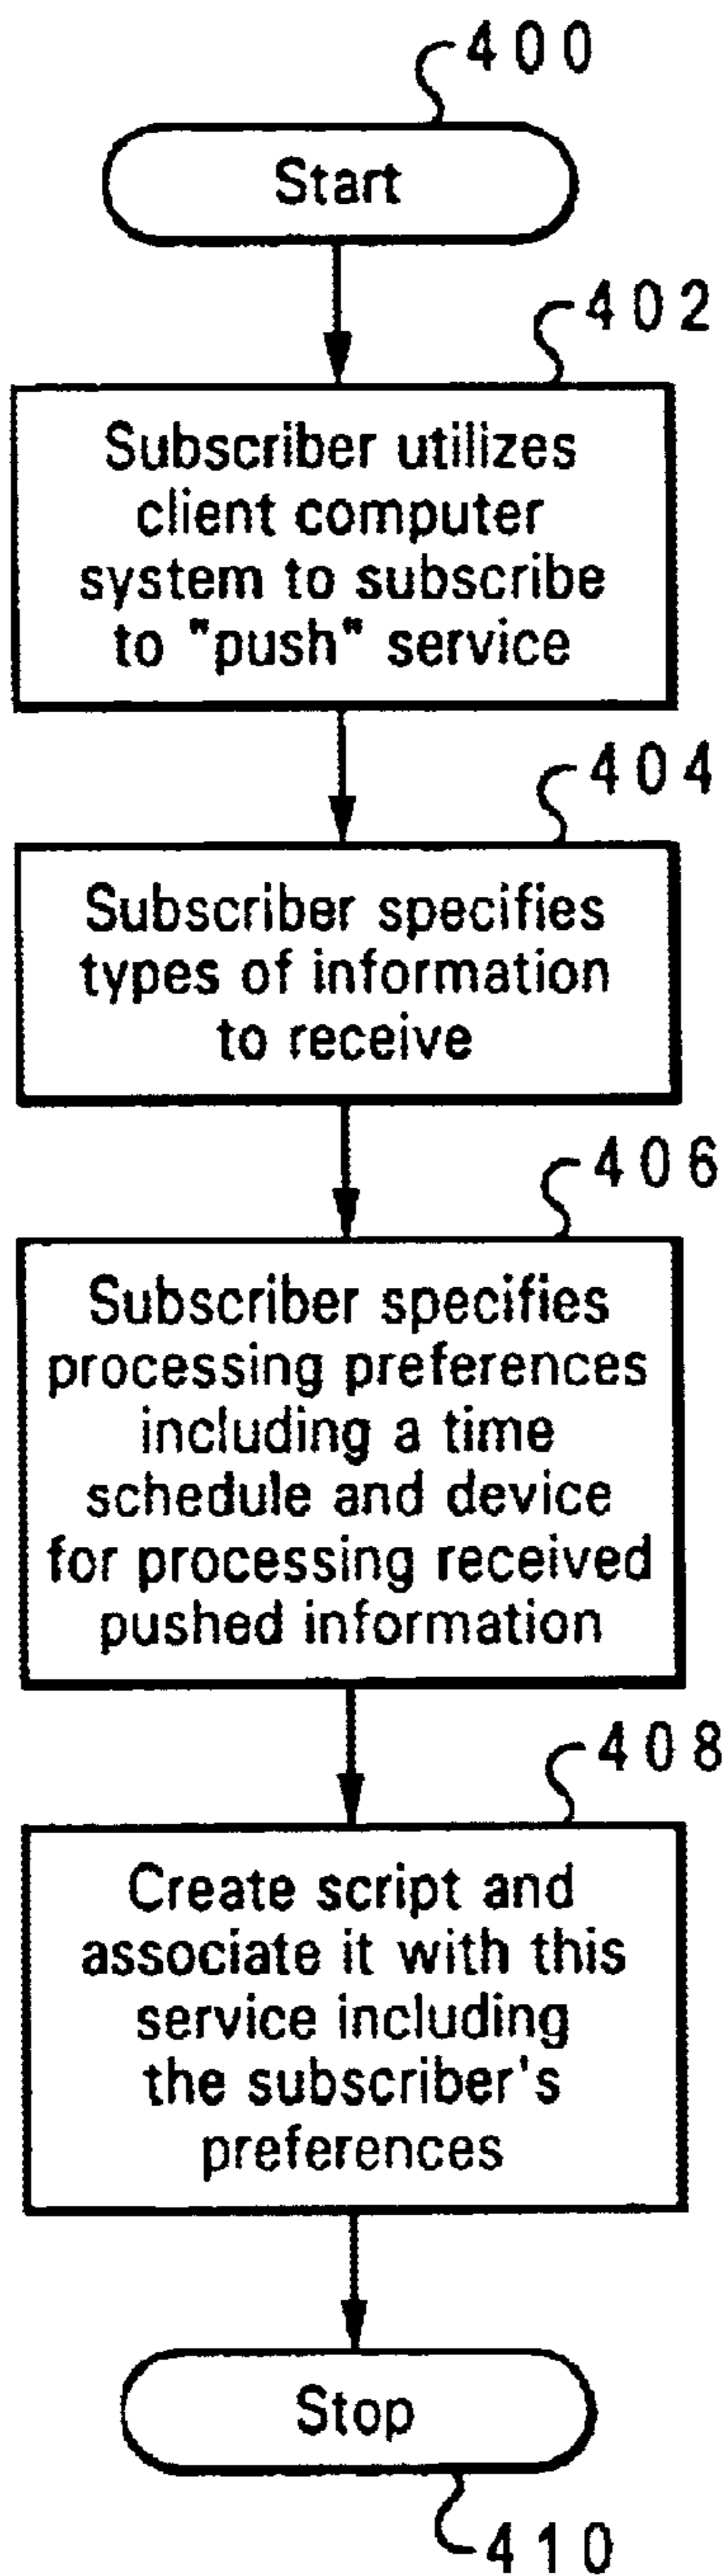 400
Start
402
Subscriber utilizes
client computer
system to subscribe
to "push" service
404
Subscriber specifies
types of information
to receive
406
Subscriber specifies
processing preferences
including a time
schedule and device
for processing received
pushed information
408
Create script and
associate it with this
service including
the subscriber's
preferences
Stop
410